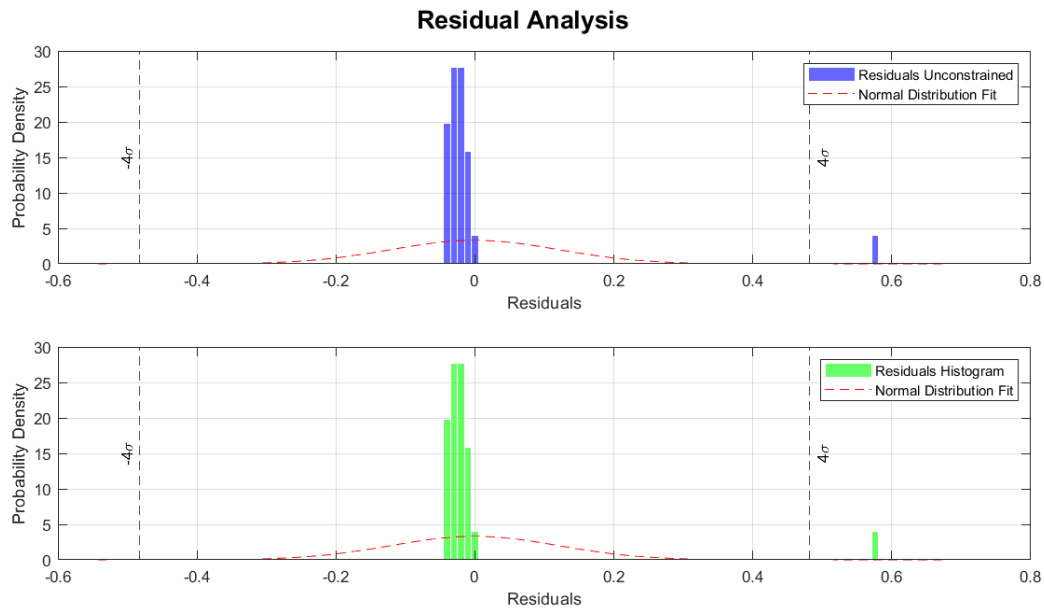 Residual Analysis
30
25
20
15
10
5
0
Probability Density
-4σ
4σ
Residuals Unconstrained
Normal Distribution Fit
-0.6
-0.4
-0.2
0
0.2
0.4
0.6
0.8
Residuals
30
25
20
15
10
5
0
Probability Density
-4σ
4σ
Residuals Histogram
Normal Distribution Fit
-0.6
-0.4
-0.2
0
0.2
0.4
0.6
0.8
Residuals